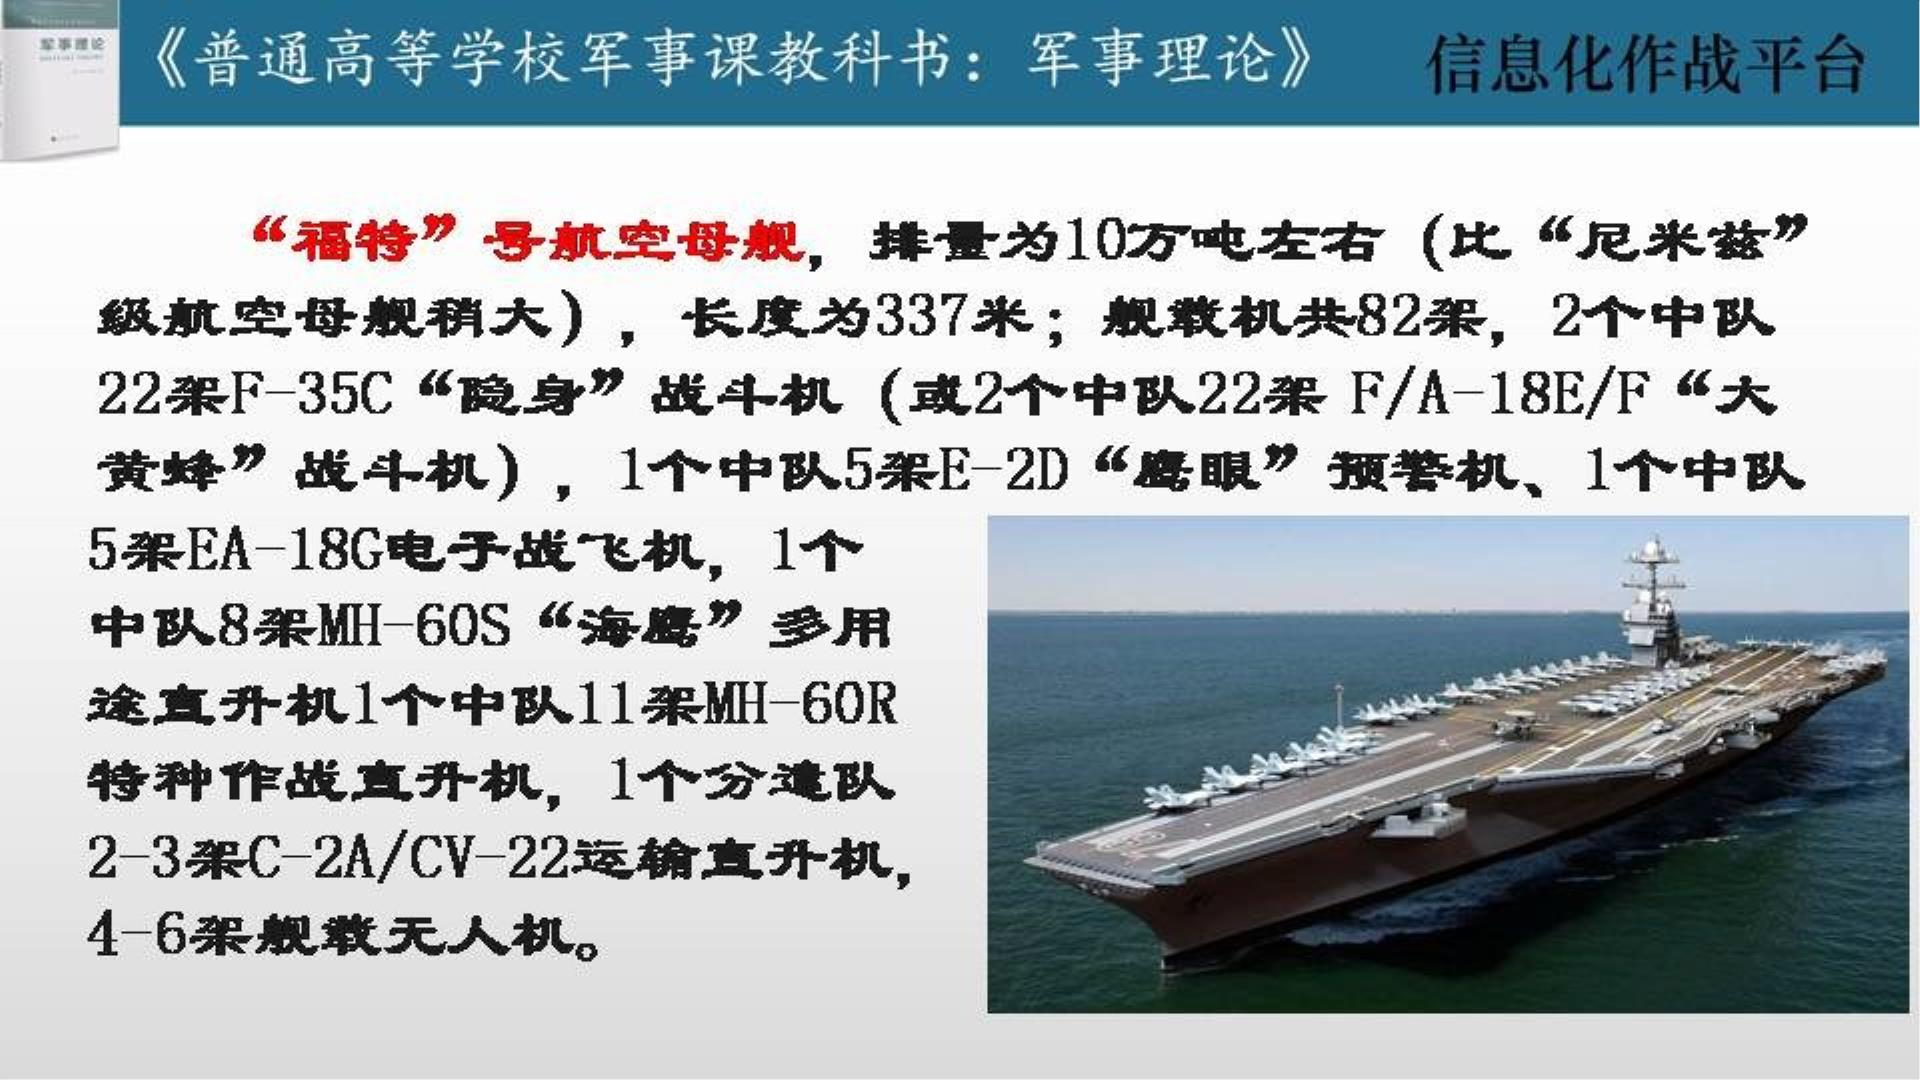 军事理论
《普通高等学校军事课教科书：军事理论》
信息化作战平台
“福特”号航空母舰，排量为10万吨左右（比“尼米兹”
级航空母舰稍大），长度为337米；舰载机共82架，2个中队
22架F-35C“隐身”战斗机（或2个中队22架 F/A-18E/F“大
黄蜂”战斗机），1个中队5架E-2D“鹰眼”预警机、1个中队
5架EA-18G电子战飞机，1个
中队8架MH-60S“海鹰”多用
途直升机1个中队11架MH-60R
特种作战直升机，1个分遣队
2-3架C-2A/CV-22运输直升机，
4-6架舰载无人机。